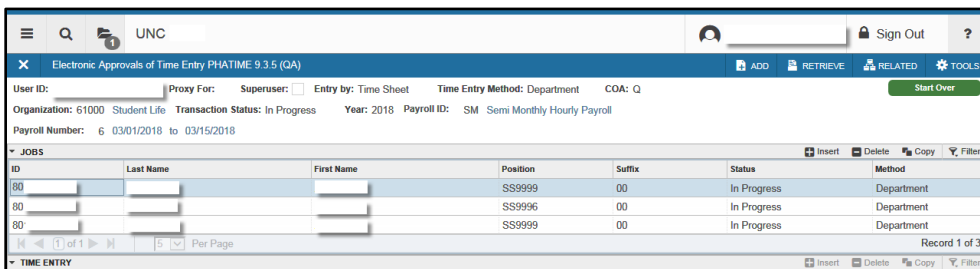 1 UNC Sign Out ?
X Electronic Approvals of Time Entry PHATIME 9.3.5 (QA) ADD RETRIEVE RELATED TOOLS
User ID: Proxy For: Superuser: Entry by: Time Sheet Time Entry Method: Department COA: Q Start Over
Organization: 61000 Student Life Transaction Status: In Progress Year: 2018 Payroll ID: SM Semi Monthly Hourly Payroll
Payroll Number: 6 03/01/2018 to 03/15/2018
JOBS Insert Delete Copy Filter
ID Last Name First Name Position Suffix Status Method
80 SS9999 00 In Progress Department
80 SS9996 00 In Progress Department
80 SS9999 00 In Progress Department
1 of 1 5 Per Page Record 1 of 3
TIME ENTRY Insert Delete Copy Filter